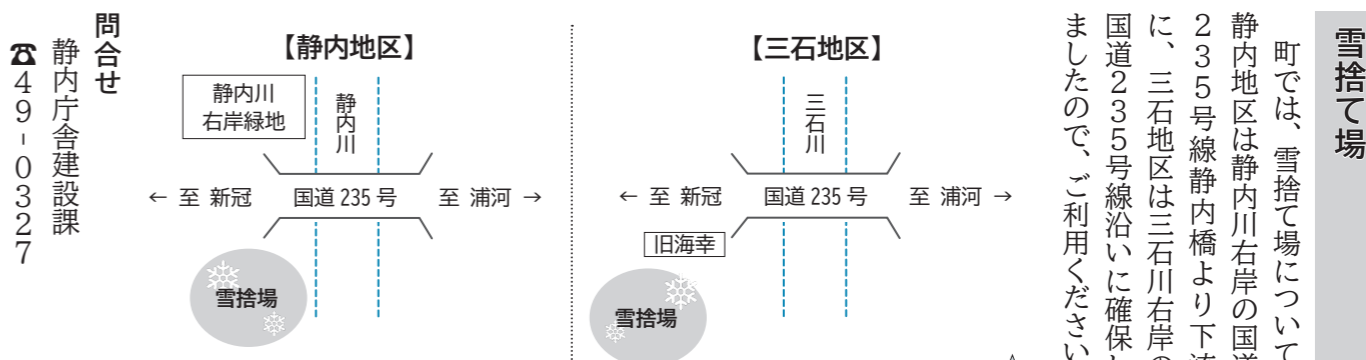 雪捨て場
町では、雪捨て場について
静内地区は静内川右岸の国道
235号線静内橋より下流
に、三石地区は三石川右岸の
国道235号線沿いに確保し
ましたので、ご利用ください
【三石地区】
三石川
← 至 新冠
国道 235 号
至 浦河 →
旧海幸
雪捨場
【静内地区】
静内川
右岸緑地
静内川
← 至 新冠
国道 235 号
至 浦河 →
雪捨場
問合せ
静内庁舎建設課
☎49-0327